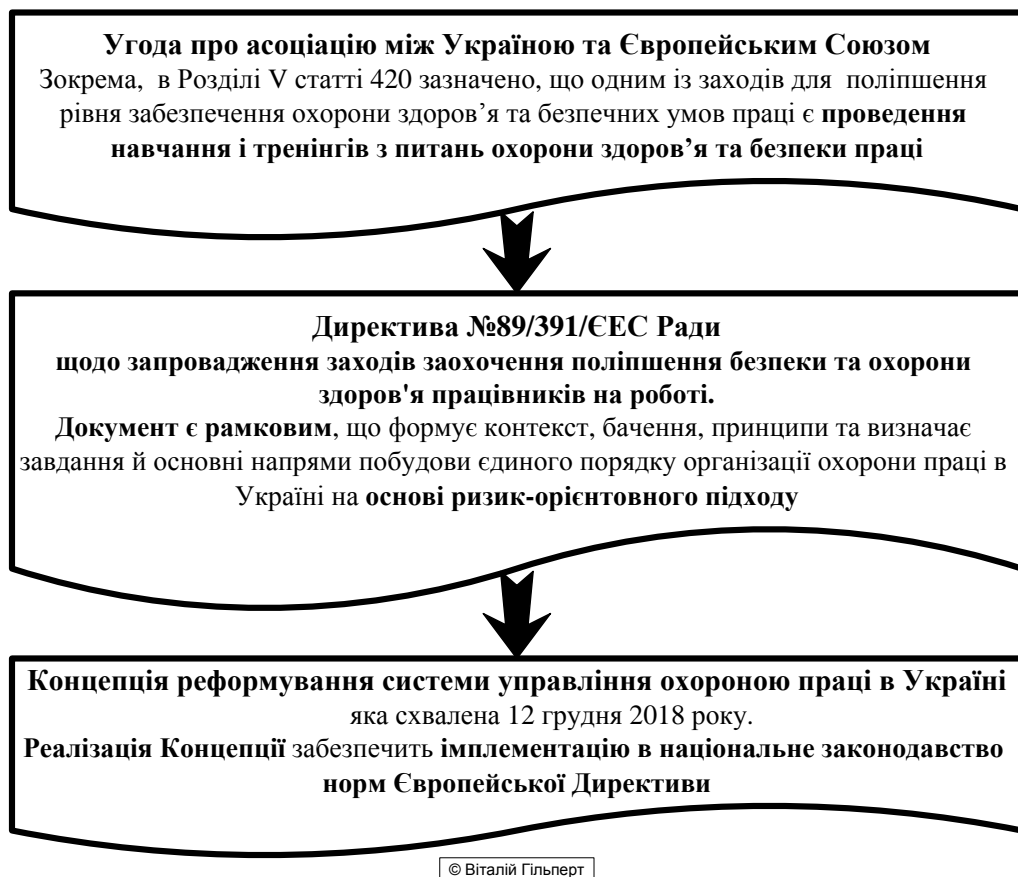 Угода про асоціацію між Україною та Європейським Союзом
Зокрема, в Розділі V статті 420 зазначено, що одним із заходів для поліпшення
рівня забезпечення охорони здоров’я та безпечних умов праці є проведення
навчання і тренінгів з питань охорони здоров’я та безпеки праці
Директива №89/391/ЄЕС Ради
щодо запровадження заходів заохочення поліпшення безпеки та охорони
здоров'я працівників на роботі.
Документ є рамковим, що формує контекст, бачення, принципи та визначає
завдання й основні напрями побудови єдиного порядку організації охорони праці в
Україні на основі ризик-орієнтовного підходу
Концепція реформування системи управління охороною праці в Україні
яка схвалена 12 грудня 2018 року.
Реалізація Концепції забезпечить імплементацію в національне законодавство
норм Європейської Директиви
© Віталій Гільперт